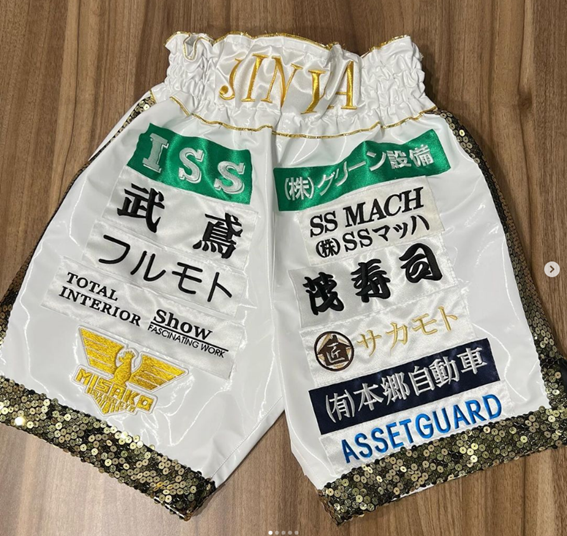 JINYA
ISS
武 鳶
フルモト
TOTAL
INTERIOR
Show
FASCINATING WORK
MISAKO
(株)グリーン設備
SS MACH
(株)SSマッハ
茂寿司
匠 サカモト
(有)本郷自動車
ASSETGUARD